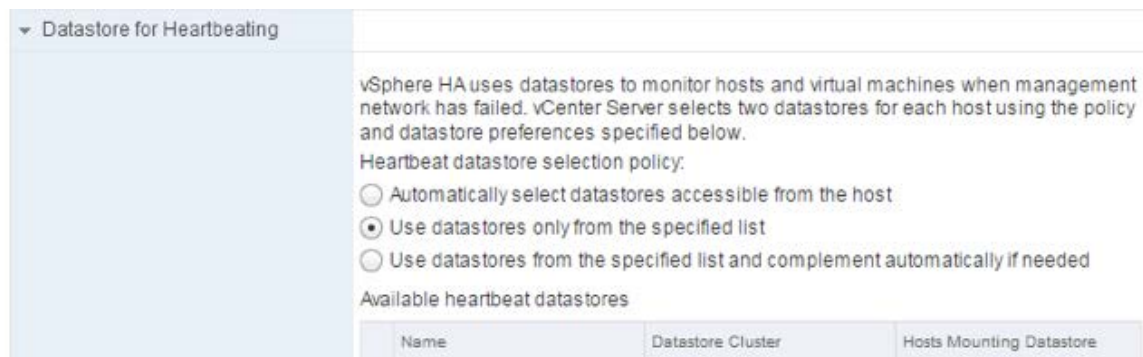 Datastore for Heartbeating
vSphere HA uses datastores to monitor hosts and virtual machines when management
network has failed. vCenter Server selects two datastores for each host using the policy
and datastore preferences specified below.
Heartbeat datastore selection policy:
Automatically select datastores accessible from the host
Use datastores only from the specified list
Use datastores from the specified list and complement automatically if needed
Available heartbeat datastores
Name Datastore Cluster Hosts Mounting Datastore